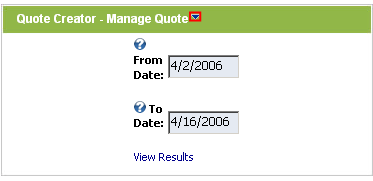 Quote Creator - Manage Quote
From
Date: 4/2/2006
To
Date: 4/16/2006
View Results